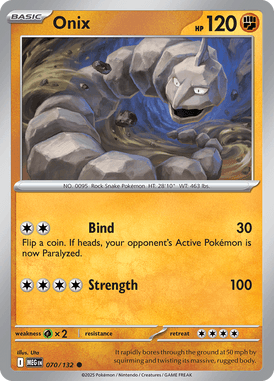 BASIC
Onix
HP 120
NO. 0095. Rock Snake Pokémon HT. 28'10" WT. 463 lbs.
Bind 30
Flip a coin. If heads, your opponent's Active Pokémon is
now Paralyzed.
Strength 100
weakness ×2 resistance retreat
Illus. Uta
D MEG EN 070/132
It rapidly bores through the ground at 50 mph by
squirming and twisting its massive, rugged body.
©2025 Pokémon / Nintendo / Creatures / GAME FREAK